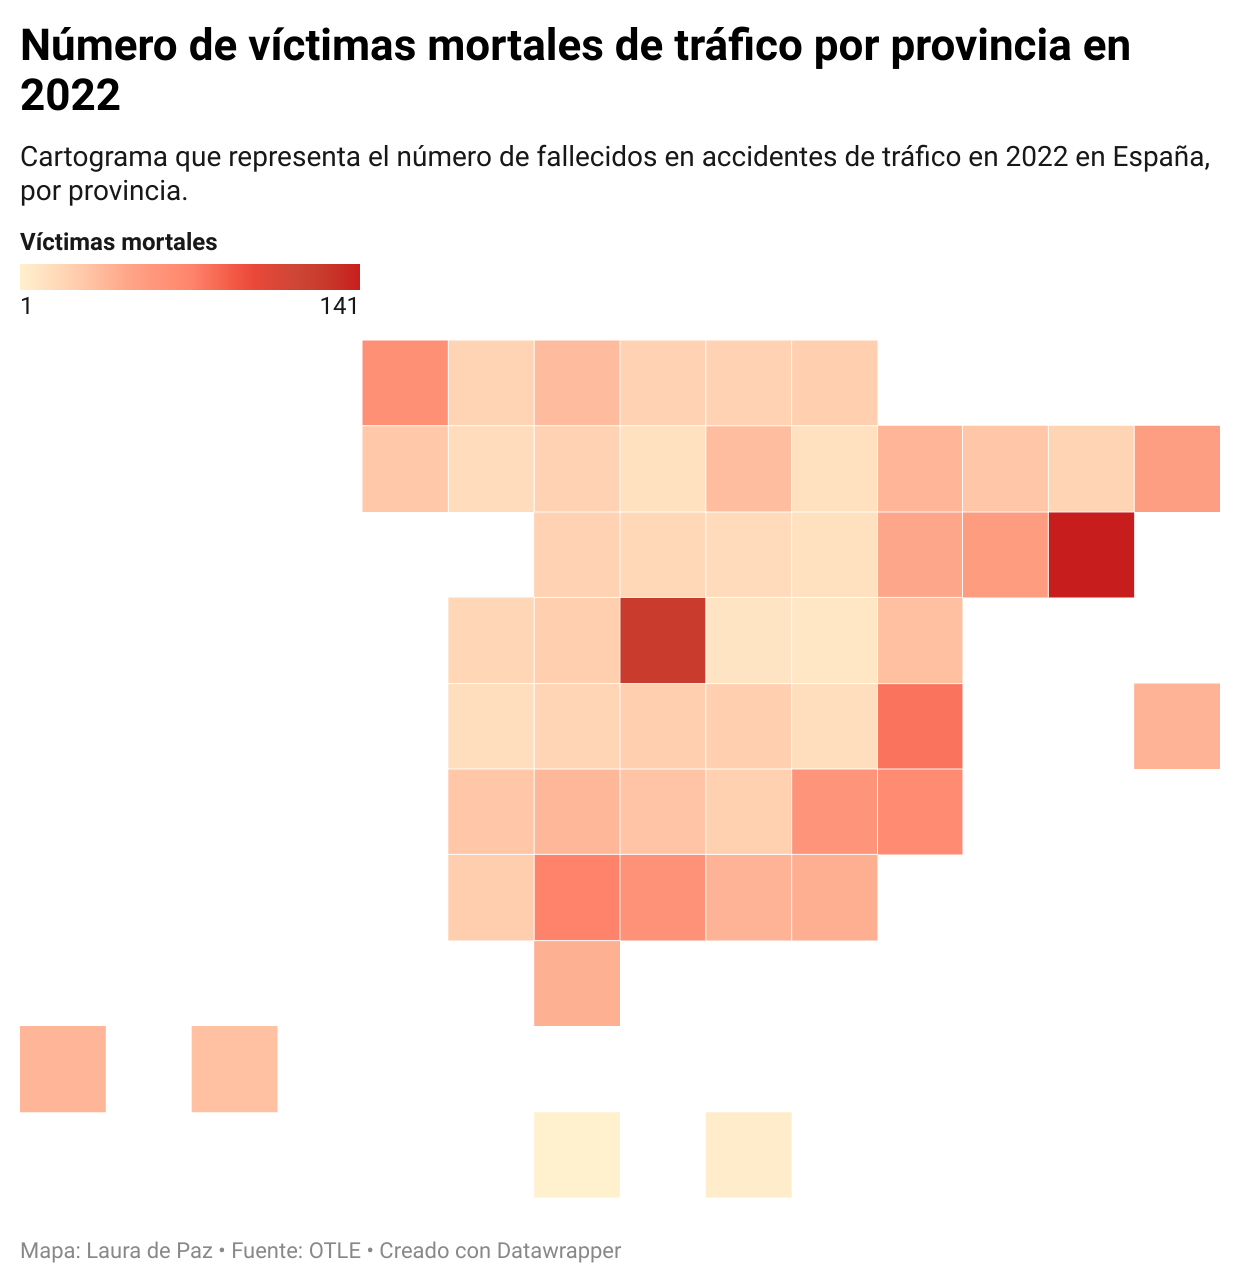 Número de víctimas mortales de tráfico por provincia en
2022
Cartograma que representa el número de fallecidos en accidentes de tráfico en 2022 en España,
por provincia.
Víctimas mortales
1 141
Mapa: Laura de Paz • Fuente: OTLE • Creado con Datawrapper